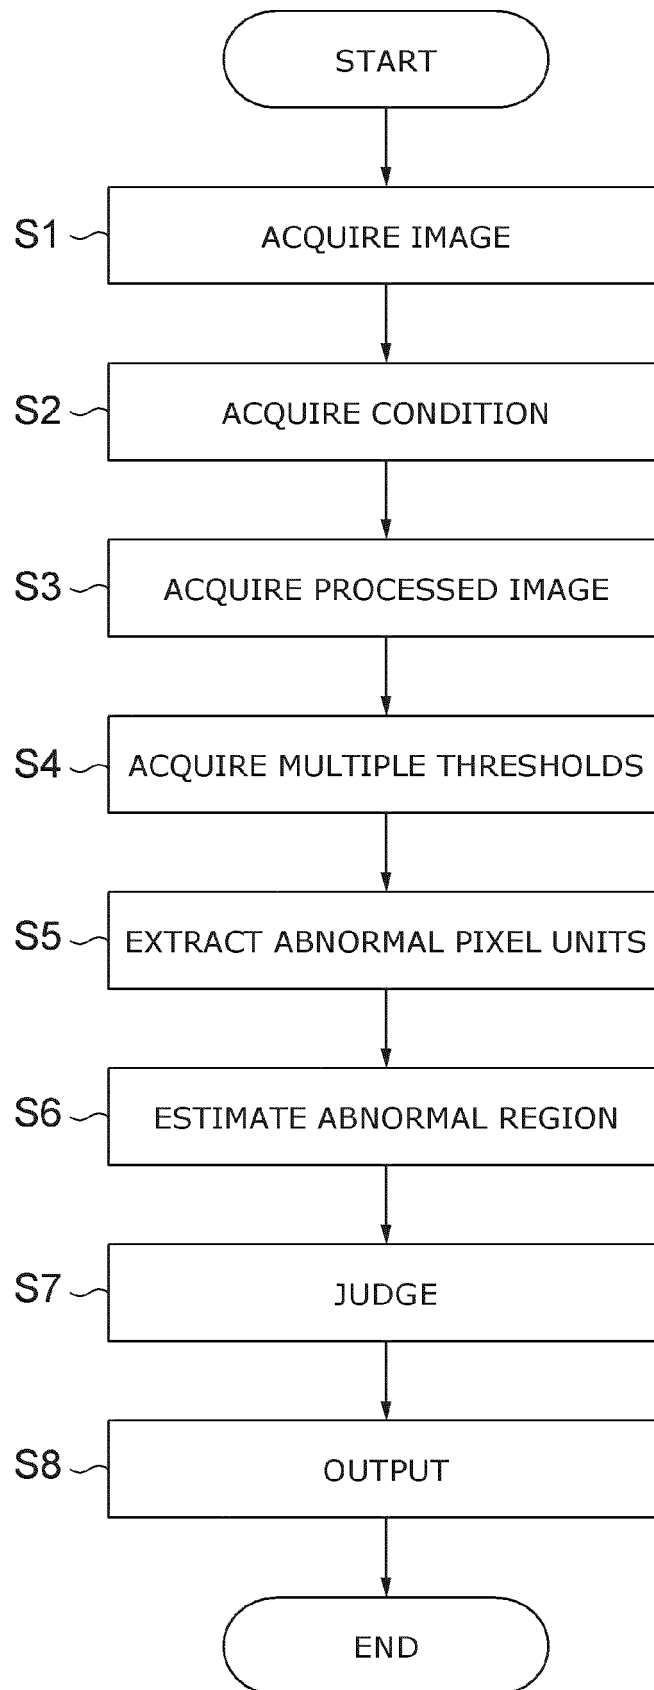 START
S1 ACQUIRE IMAGE
S2 ACQUIRE CONDITION
S3 ACQUIRE PROCESSED IMAGE
S4 ACQUIRE MULTIPLE THRESHOLDS
S5 EXTRACT ABNORMAL PIXEL UNITS
S6 ESTIMATE ABNORMAL REGION
S7 JUDGE
S8 OUTPUT
END